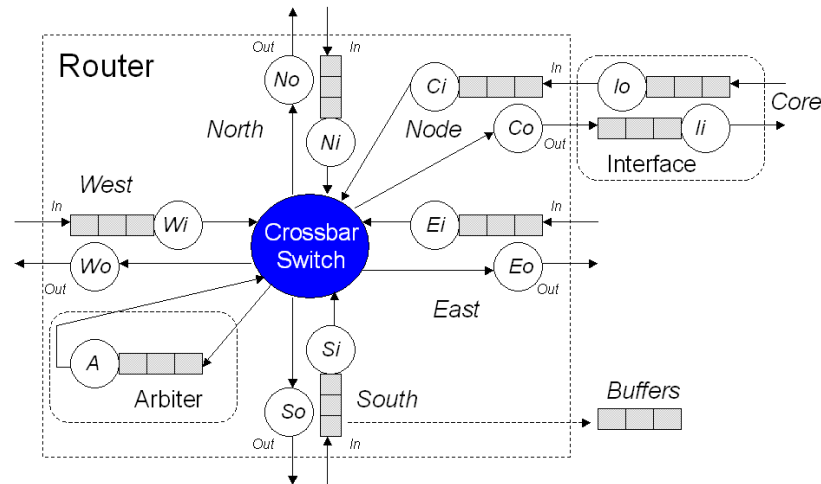 Out
In
Router
No
Ci
In
Io
Core
North
Node
Co
Out
Ii
Ni
Interface
West
In
Wi
Crossbar
Switch
Ei
In
Wo
Out
Eo
Out
East
A
Arbiter
Si
So
South
Out
In
Buffers